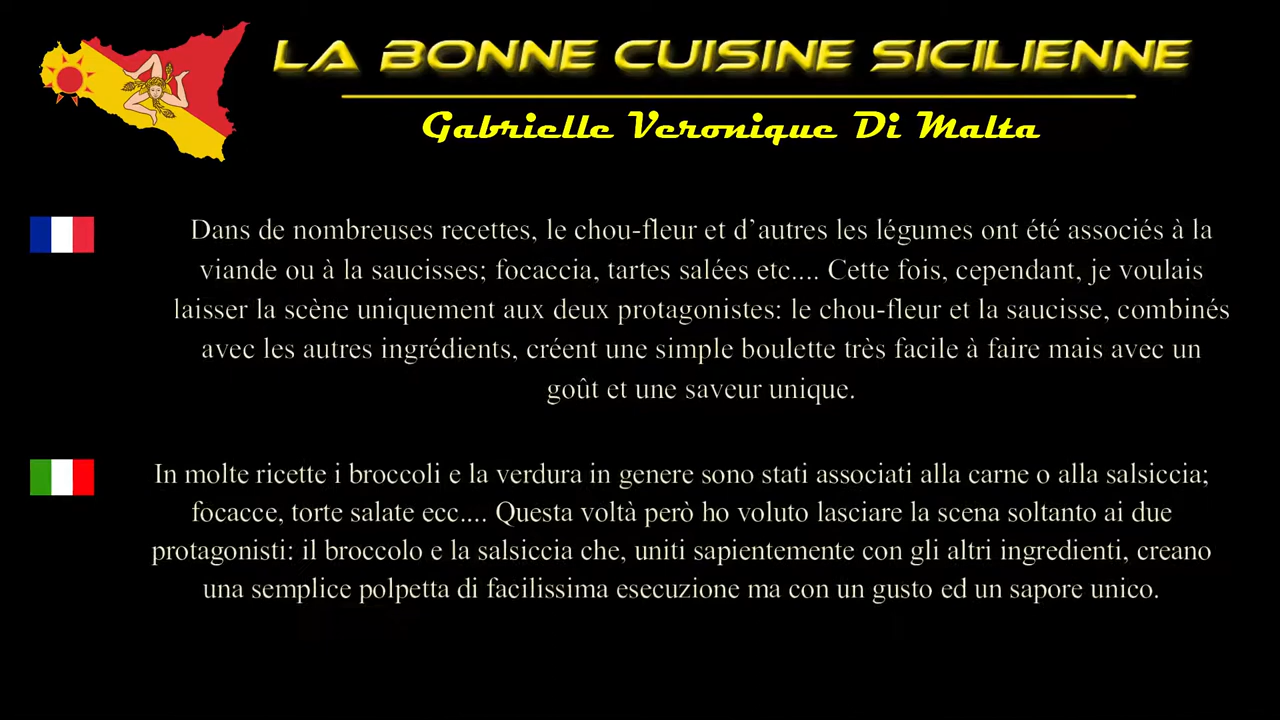 LA BONNE CUISINE SICILIENNE
Gabrielle Veronique Di Malta
Dans de nombreuses recettes, le chou-fleur et d’autres les légumes ont été associés à la
viande ou à la saucisses; focaccia, tartes salées etc.... Cette fois, cependant, je voulais
laisser la scène uniquement aux deux protagonistes: le chou-fleur et la saucisse, combinés
avec les autres ingrédients, créent une simple boulette très facile à faire mais avec un
goût et une saveur unique.
In molte ricette i broccoli e la verdura in genere sono stati associati alla carne o alla salsiccia;
focacce, torte salate ecc.... Questa voltà però ho voluto lasciare la scena soltanto ai due
protagonisti: il broccolo e la salsiccia che, uniti sapientemente con gli altri ingredienti, creano
una semplice polpetta di facilissima esecuzione ma con un gusto ed un sapore unico.